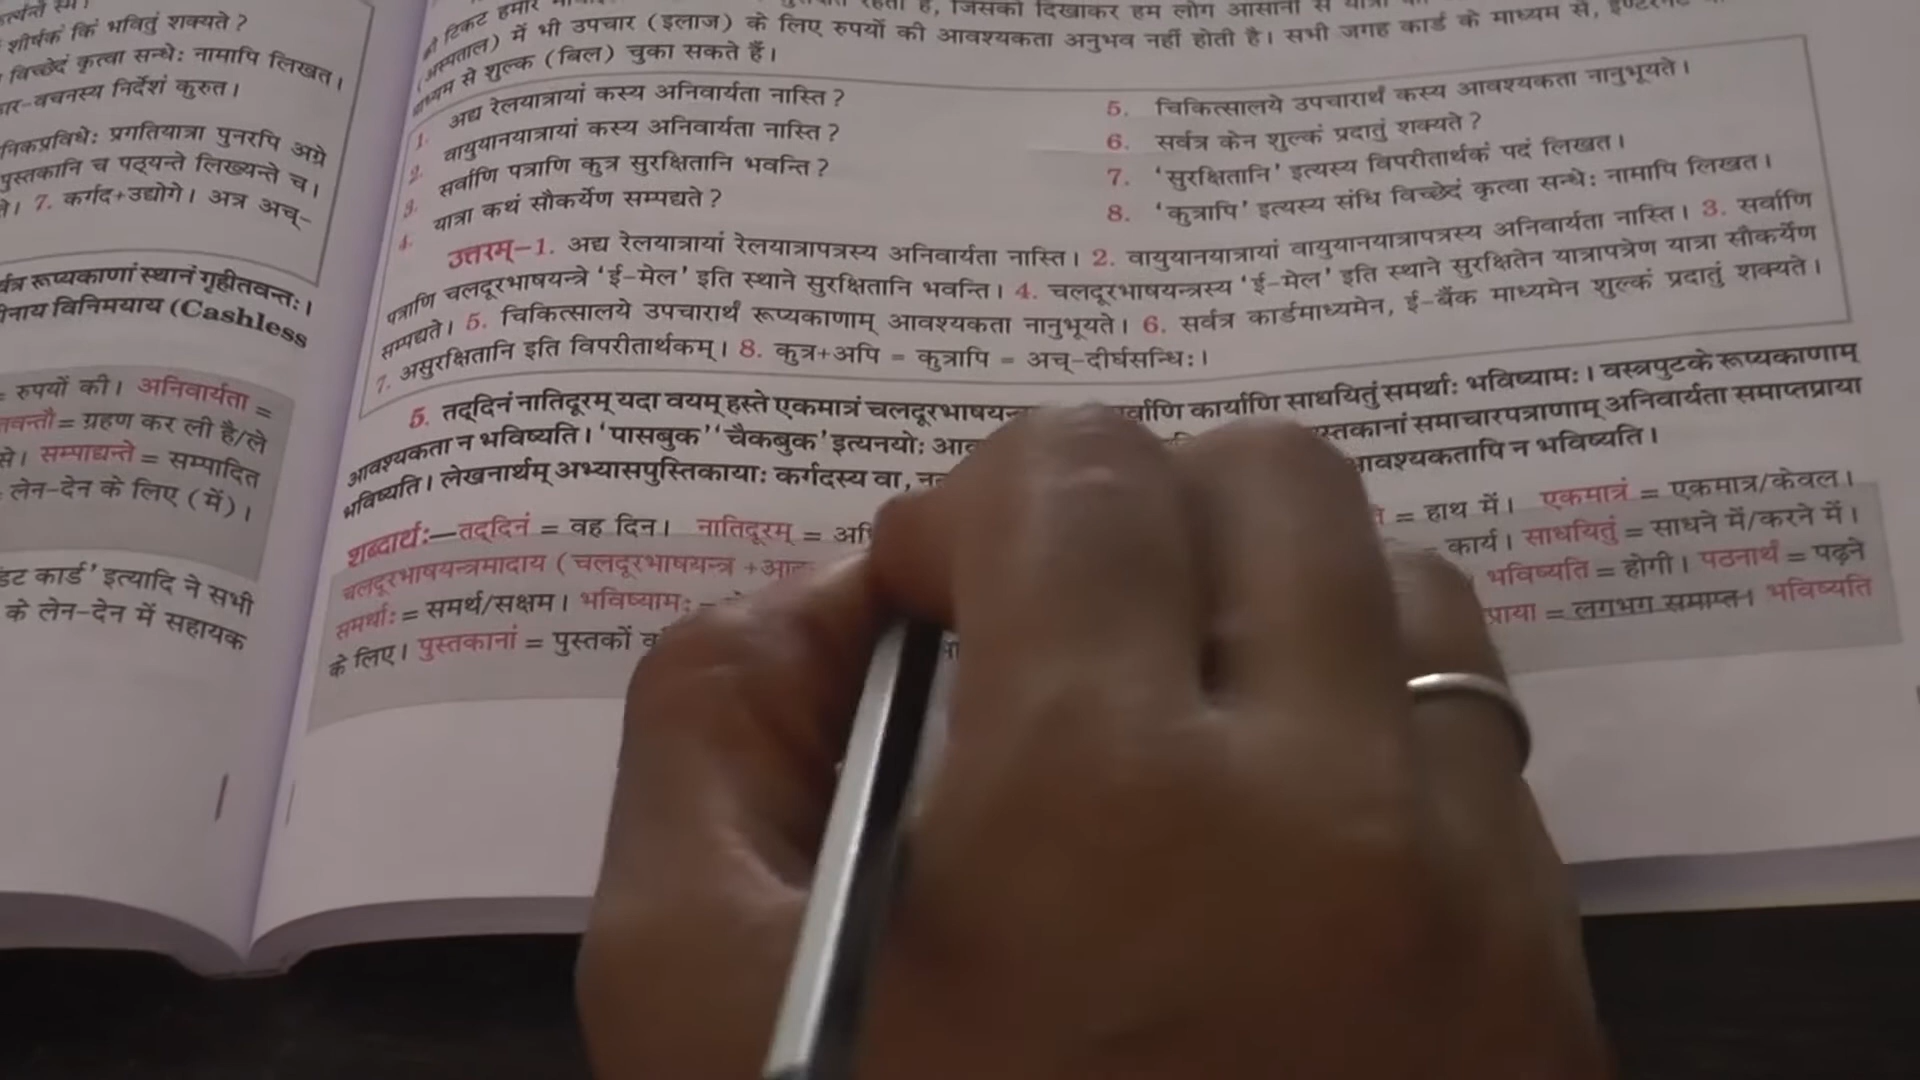 शीर्षकं किं भवितुं शक्यते ?
विच्छेदं कृत्वा सन्धेः नामापि लिखत।
कार-वचनस्य निर्देशं कुरुत।
प्रगतियात्रा पुनरपि अग्रे
पुस्तकानि च पठ्यन्ते लिख्यन्ते च।
7. कर्गद+उद्योगे। अत्र अच्-
रूप्यकाणां स्थानं गृहीतवन्तः।
विनिमयाय (Cashless
= रुपयों की। अनिवार्यता =
= ग्रहण कर ली है/ले
से। सम्पाद्यन्ते = सम्पादित
लेन-देन के लिए (में)।
कार्ड' इत्यादि ने सभी
के लेन-देन में सहायक
टिकट हमारे जिसको दिखाकर हम लोग आसानी से
(अस्पताल) में भी उपचार (इलाज) के लिए रुपयों की आवश्यकता अनुभव नहीं होती है। सभी जगह कार्ड के माध्यम से,
माध्यम से शुल्क (बिल) चुका सकते हैं।
1. अद्य रेलयात्रायां कस्य अनिवार्यता नास्ति ?
2. वायुयानयात्रायां कस्य अनिवार्यता नास्ति ?
3. सर्वाणि पत्राणि कुत्र सुरक्षितानि भवन्ति ?
4. यात्रा कथं सौकर्येण सम्पद्यते ?
5. चिकित्सालये उपचारार्थं कस्य आवश्यकता नानुभूयते।
6. सर्वत्र केन शुल्कं प्रदातुं शक्यते ?
7. 'सुरक्षितानि' इत्यस्य विपरीतार्थकं पदं लिखत।
8. 'कुत्रापि' इत्यस्य संधि विच्छेदं कृत्वा सन्धेः नामापि लिखत।
उत्तरम्–1. अद्य रेलयात्रायां रेलयात्रापत्रस्य अनिवार्यता नास्ति। 2. वायुयानयात्रायां वायुयानयात्रापत्रस्य अनिवार्यता नास्ति। 3. सर्वाणि
पत्राणि चलदूरभाषयन्त्रे 'ई-मेल' इति स्थाने सुरक्षितानि भवन्ति। 4. चलदूरभाषयन्त्रस्य 'ई-मेल' इति स्थाने सुरक्षितेन यात्रापत्रेण यात्रा सौकर्येण
सम्पद्यते। 5. चिकित्सालये उपचारार्थं रूप्यकाणाम् आवश्यकता नानुभूयते। 6. सर्वत्र कार्डमाध्यमेन, ई-बैंक माध्यमेन शुल्कं प्रदातुं शक्यते।
7. असुरक्षितानि इति विपरीतार्थकम्। 8. कुत्र+अपि = कुत्रापि = अच्-दीर्घसन्धिः।
5. तद्दिनं नातिदूरम् यदा वयम् हस्ते एकमात्रं कार्याणि साधयितुं समर्थाः भविष्यामः। वस्त्रपुटके रूप्यकाणाम्
आवश्यकता न भविष्यति। 'पासबुक' 'चैकबुक' इत्यनयोः समाचारपत्राणाम् अनिवार्यता समाप्तप्राया
भविष्यति। लेखनार्थम् अभ्यासपुस्तिकायाः कर्गदस्य वा, आवश्यकतापि न भविष्यति।
शब्दार्थः—तद्दिनं = वह दिन। नातिदूरम् = = हाथ में। एकमात्रं = एकमात्र/केवल।
चलदूरभाषयन्त्रमादाय (चलदूरभाषयन्त्र = कार्य। साधयितुं = साधने में/करने में।
समर्थाः = समर्थ/सक्षम। भविष्यामः भविष्यति = होगी। पठनार्थं = पढ़ने
के लिए। पुस्तकानां = पुस्तकों = लगभग समाप्त। भविष्यति